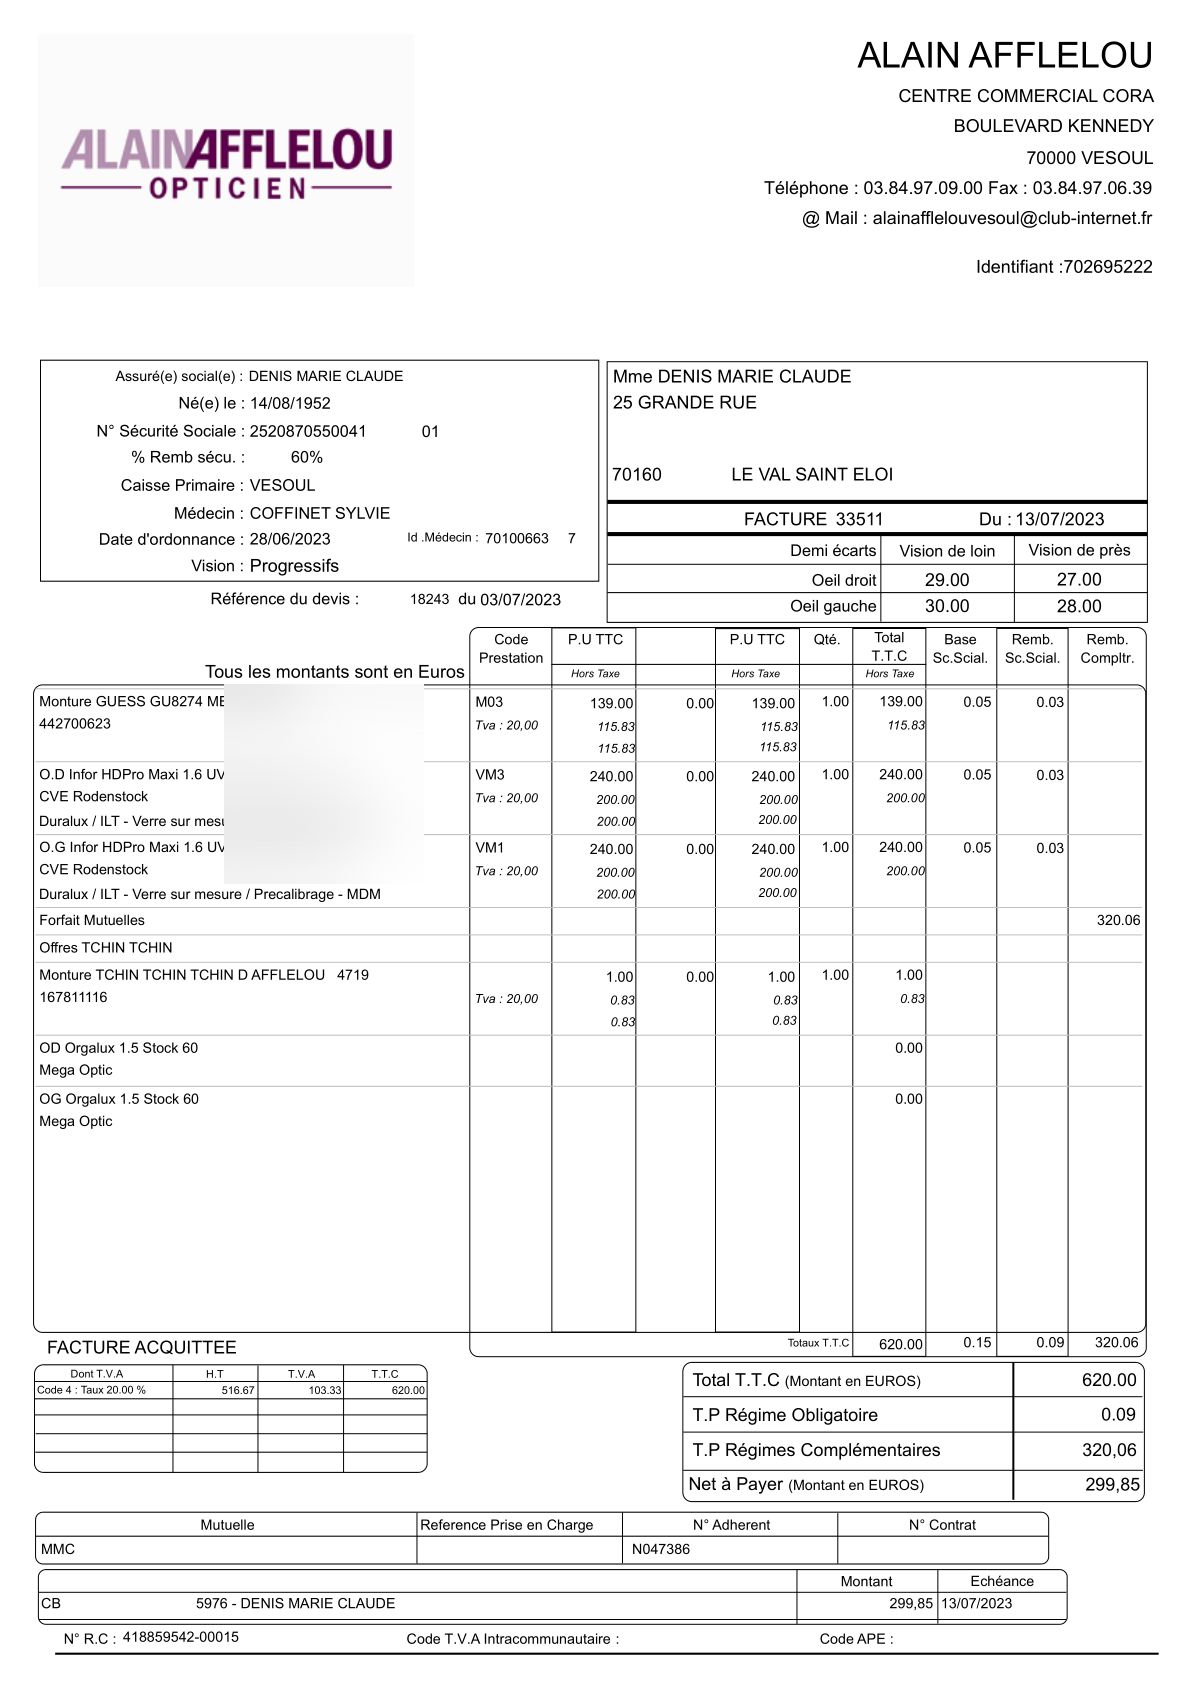 ALAIN AFFLELOU
OPTICIEN
ALAIN AFFLELOU
CENTRE COMMERCIAL CORA
BOULEVARD KENNEDY
70000 VESOUL
Téléphone : 03.84.97.09.00 Fax : 03.84.97.06.39
@ Mail : alainafflelouvesoul@club-internet.fr
Identifiant :702695222
Assuré(e) social(e) : DENIS MARIE CLAUDE
Né(e) le : 14/08/1952
N° Sécurité Sociale : 2520870550041 01
% Remb sécu. : 60%
Caisse Primaire : VESOUL
Médecin : COFFINET SYLVIE
Date d'ordonnance : 28/06/2023 Id .Médecin : 70100663 7
Vision : Progressifs
Référence du devis : 18243 du 03/07/2023
Mme DENIS MARIE CLAUDE
25 GRANDE RUE
70160 LE VAL SAINT ELOI
FACTURE 33511 Du : 13/07/2023
Demi écarts Vision de loin Vision de près
Oeil droit 29.00 27.00
Oeil gauche 30.00 28.00
Code Prestation P.U TTC P.U TTC Qté. Total T.T.C Base Sc.Scial. Remb. Sc.Scial. Remb. Compltr.
Tous les montants sont en Euros Hors Taxe Hors Taxe Hors Taxe
Monture GUESS GU8274 M03 139.00 0.00 139.00 1.00 139.00 0.05 0.03
442700623 Tva : 20,00 115.83 115.83 115.83
115.83 115.83
O.D Infor HDPro Maxi 1.6 UV VM3 240.00 0.00 240.00 1.00 240.00 0.05 0.03
CVE Rodenstock Tva : 20,00 200.00 200.00 200.00
Duralux / ILT - Verre sur 200.00 200.00
O.G Infor HDPro Maxi 1.6 UV VM1 240.00 0.00 240.00 1.00 240.00 0.05 0.03
CVE Rodenstock Tva : 20,00 200.00 200.00 200.00
Duralux / ILT - Verre sur mesure / Precalibrage - MDM 200.00 200.00
Forfait Mutuelles 320.06
Offres TCHIN TCHIN
Monture TCHIN TCHIN TCHIN D AFFLELOU 4719 1.00 0.00 1.00 1.00 1.00
167811116 Tva : 20,00 0.83 0.83 0.83
0.83 0.83
OD Orgalux 1.5 Stock 60 0.00
Mega Optic
OG Orgalux 1.5 Stock 60 0.00
Mega Optic
FACTURE ACQUITTEE Totaux T.T.C 620.00 0.15 0.09 320.06
Dont T.V.A H.T T.V.A T.T.C
Code 4 : Taux 20.00 % 516.67 103.33 620.00
Total T.T.C (Montant en EUROS) 620.00
T.P Régime Obligatoire 0.09
T.P Régimes Complémentaires 320,06
Net à Payer (Montant en EUROS) 299,85
Mutuelle Reference Prise en Charge N° Adherent N° Contrat
MMC N047386
Montant Echéance
CB 5976 - DENIS MARIE CLAUDE 299,85 13/07/2023
N° R.C : 418859542-00015 Code T.V.A Intracommunautaire : Code APE :